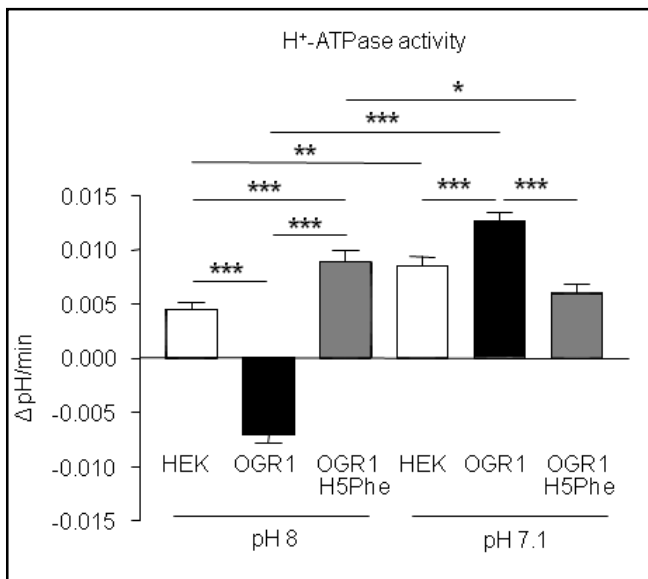 H⁺-ATPase activity
*
***
**
*** *** ***
***
***
0.015
0.010
0.005
0.000
-0.005
-0.010
-0.015
ΔpH/min
HEK OGR1 OGR1 HEK OGR1 OGR1
H5Phe H5Phe
pH 8 pH 7.1